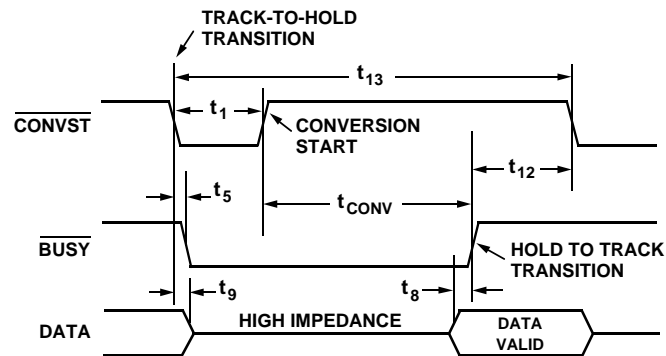 TRACK-TO-HOLD
TRANSITION
t13
CONVST
t1
CONVERSION
START
t12
t5
tCONV
BUSY
HOLD TO TRACK
TRANSITION
t9
t8
DATA
HIGH IMPEDANCE
DATA
VALID